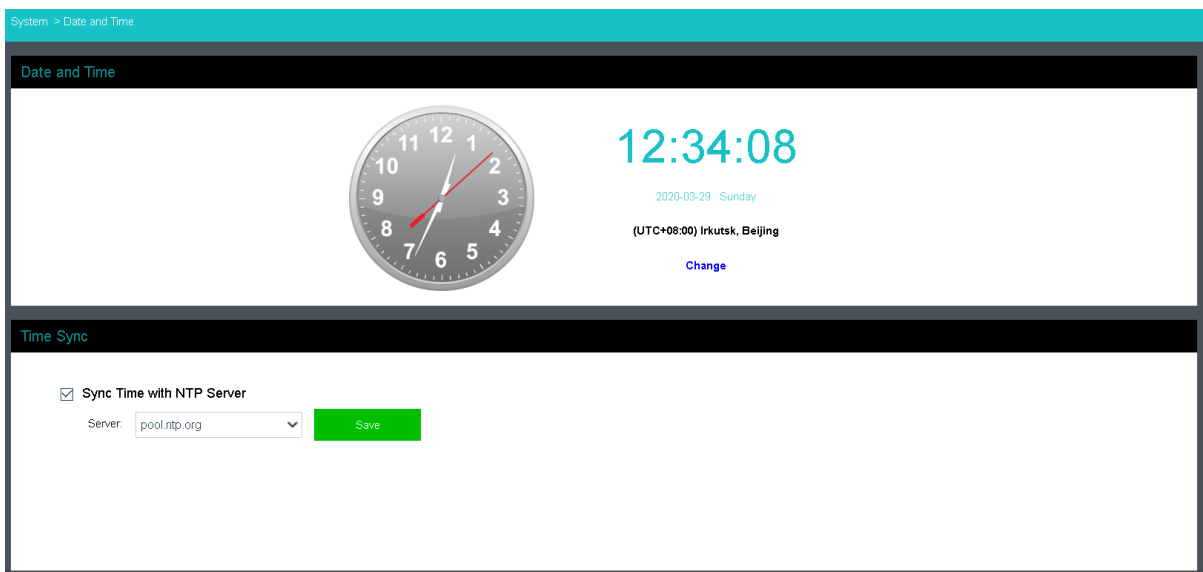 System > Date and Time
Date and Time
12
11 1
10 2
9 3
8 4
7 5
6
12:34:08
2020-03-29 Sunday
(UTC+08:00) Irkutsk, Beijing
Change
Time Sync
Sync Time with NTP Server
Server: pool.ntp.org Save